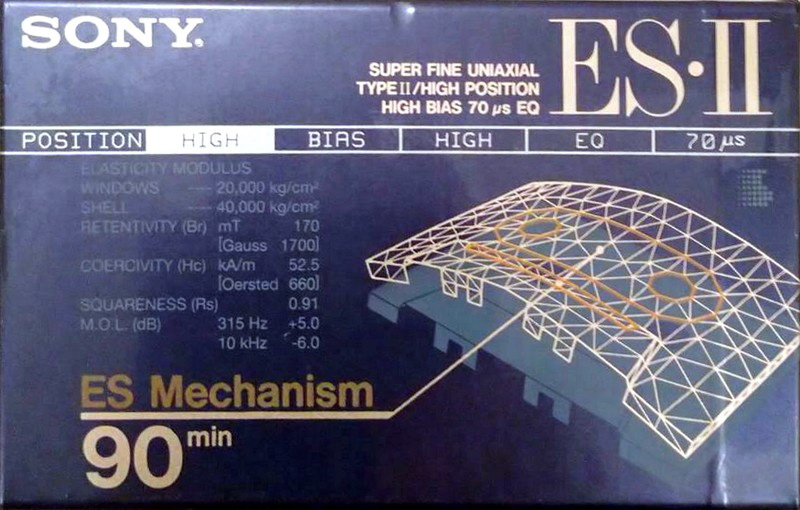 SONY.
ES·II
SUPER FINE UNIAXIAL
TYPE II/HIGH POSITION
HIGH BIAS 70 μs EQ
POSITION HIGH BIAS HIGH EQ 70 μs
ELASTICITY MODULUS
WINDOWS ---- 20,000 kg/cm²
SHELL ---- 40,000 kg/cm²
RETENTIVITY (Br) mT 170
[Gauss 1700]
COERCIVITY (Hc) kA/m 52.5
[Oersted 660]
SQUARENESS (Rs) 0.91
M.O.L. (dB) 315 Hz +5.0
10 kHz -6.0
ES Mechanism
90 min